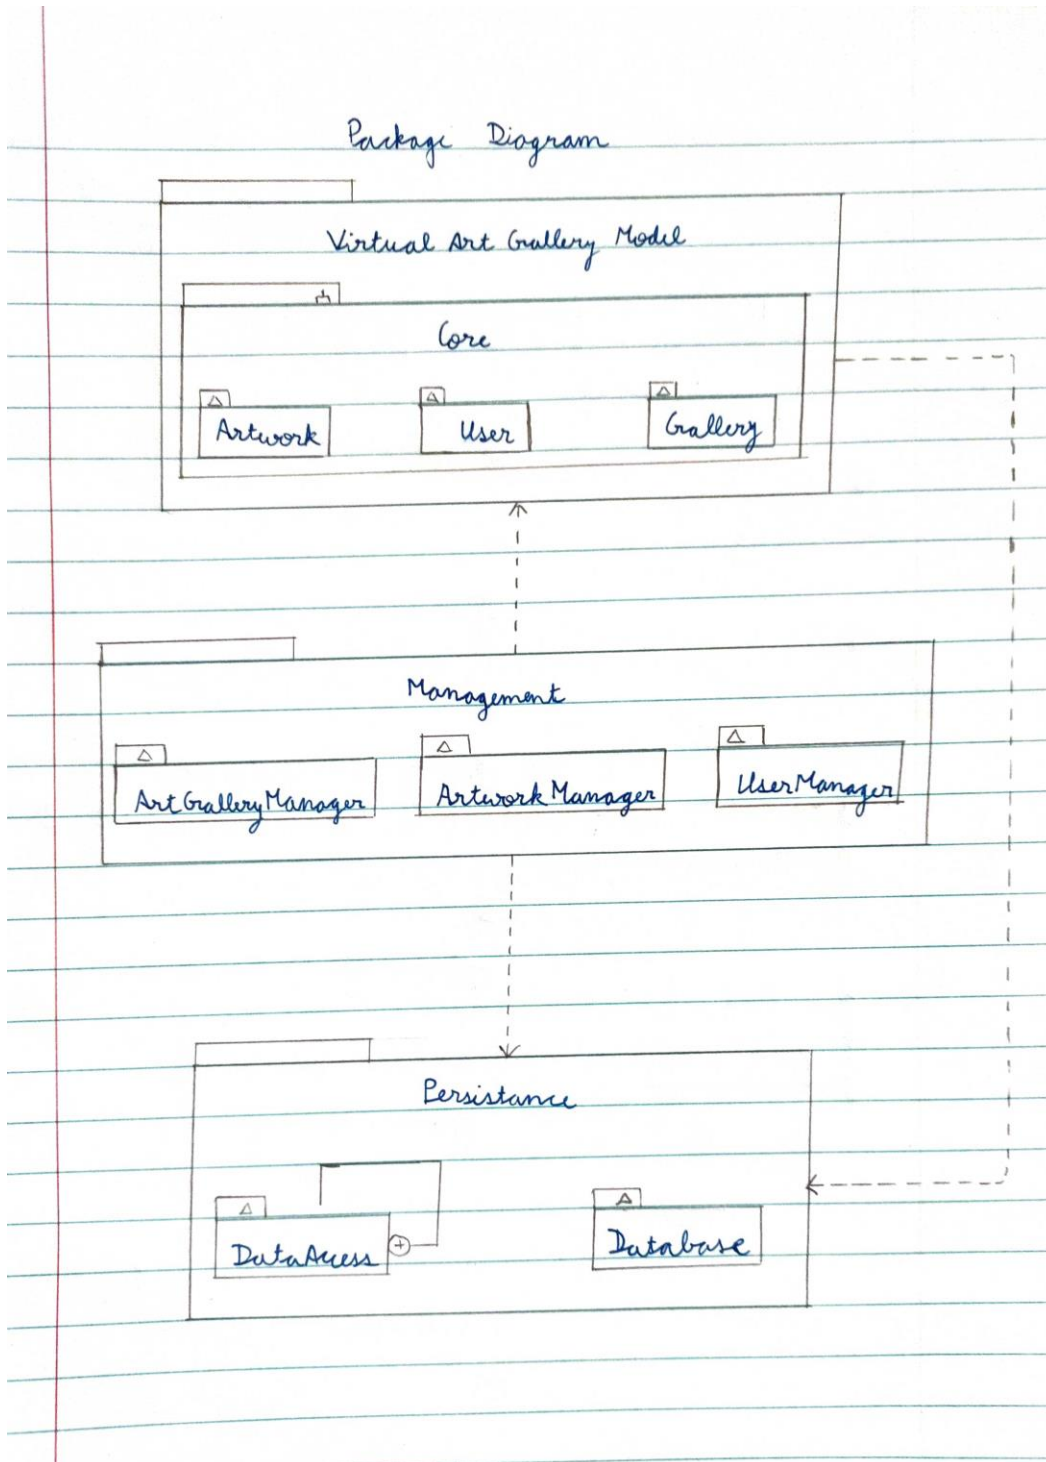 Package Diagram
Virtual Art Gallery Model
Core
Artwork User Gallery
Management
ArtGalleryManager ArtworkManager UserManager
Persistance
DataAccess Database